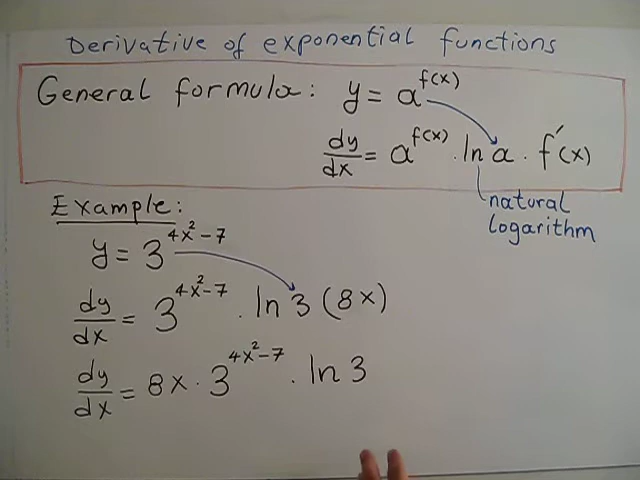 Derivative of exponential functions
General formula: y = a^f(x)
dy/dx = a^f(x) · ln a · f′(x)
natural
logarithm
Example:
y = 3^4x²−7
dy/dx = 3^4x²−7 · ln 3 (8x)
dy/dx = 8x · 3^4x²−7 · ln 3